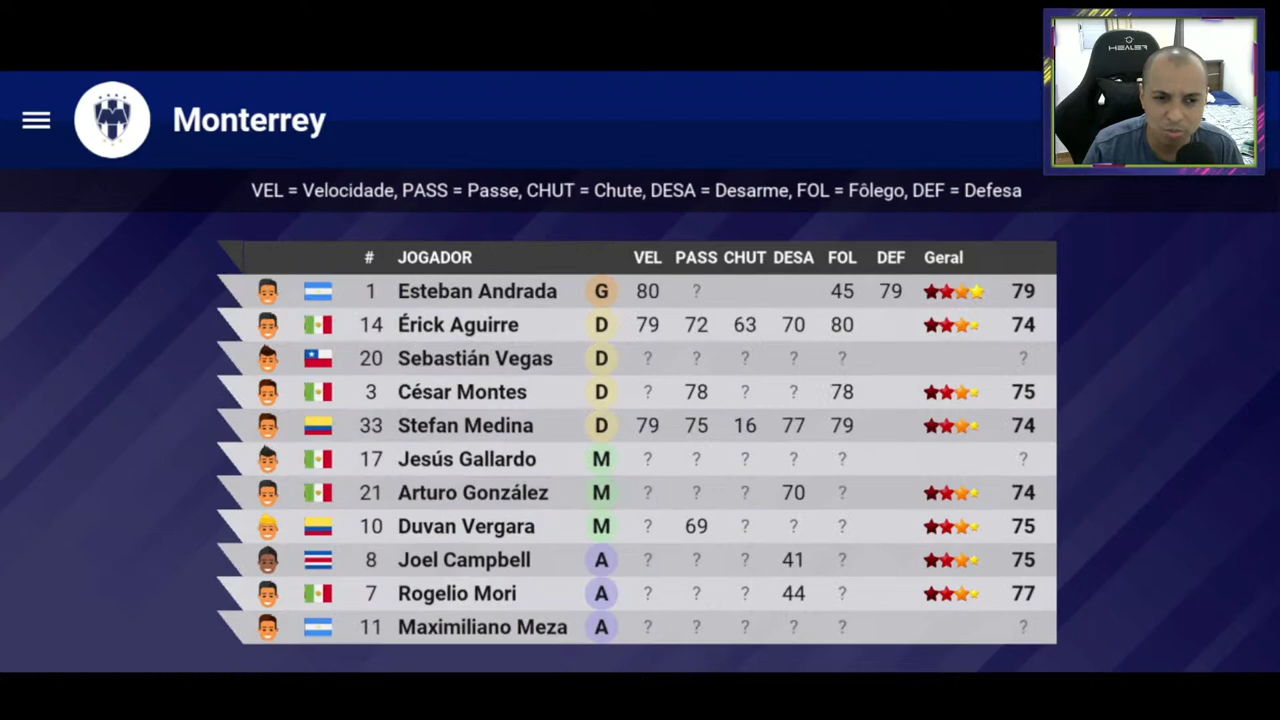 HEALER
Monterrey
VEL = Velocidade, PASS = Passe, CHUT = Chute, DESA = Desarme, FOL = Fôlego, DEF = Defesa
# JOGADOR VEL PASS CHUT DESA FOL DEF Geral
1 Esteban Andrada G 80 ? 45 79 79
14 Érick Aguirre D 79 72 63 70 80 74
20 Sebastián Vegas D ? ? ? ? ? ?
3 César Montes D ? 78 ? ? 78 75
33 Stefan Medina D 79 75 16 77 79 74
17 Jesús Gallardo M ? ? ? ? ? ?
21 Arturo González M ? ? ? 70 ? 74
10 Duvan Vergara M ? 69 ? ? ? 75
8 Joel Campbell A ? ? ? 41 ? 75
7 Rogelio Mori A ? ? ? 44 ? 77
11 Maximiliano Meza A ? ? ? ? ? ?